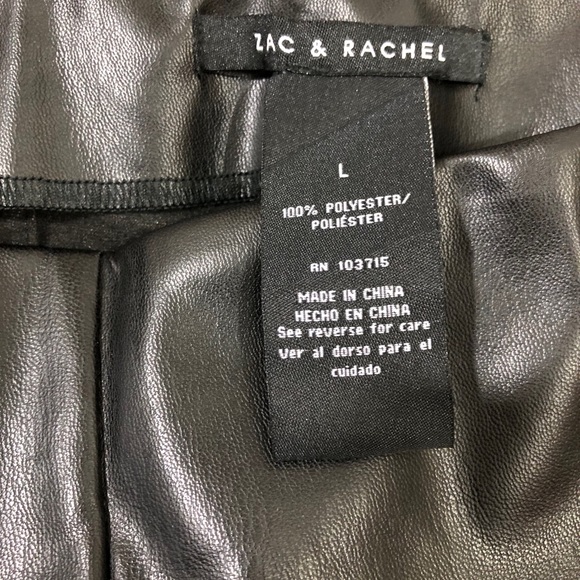 ZAC & RACHEL
L
100% POLYESTER/
POLIÉSTER
RN 103715
MADE IN CHINA
HECHO EN CHINA
See reverse for care
Ver al dorso para el
cuidado